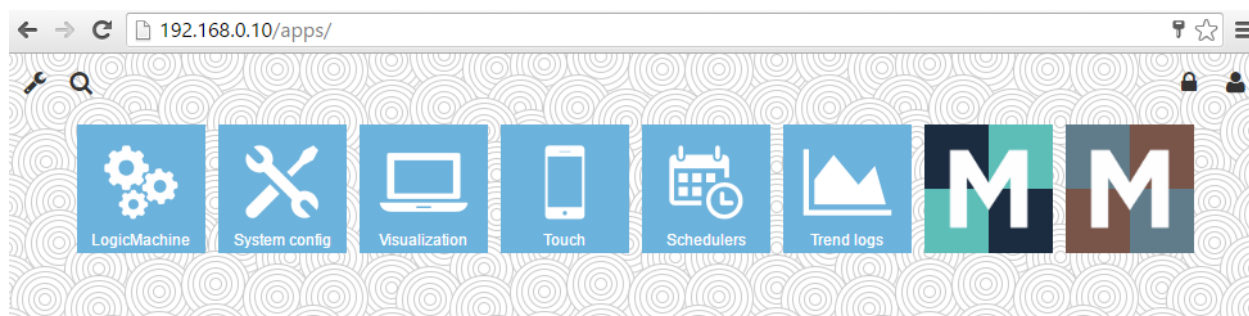 192.168.0.10/apps/
LogicMachine System config Visualization Touch Schedulers Trend logs M M